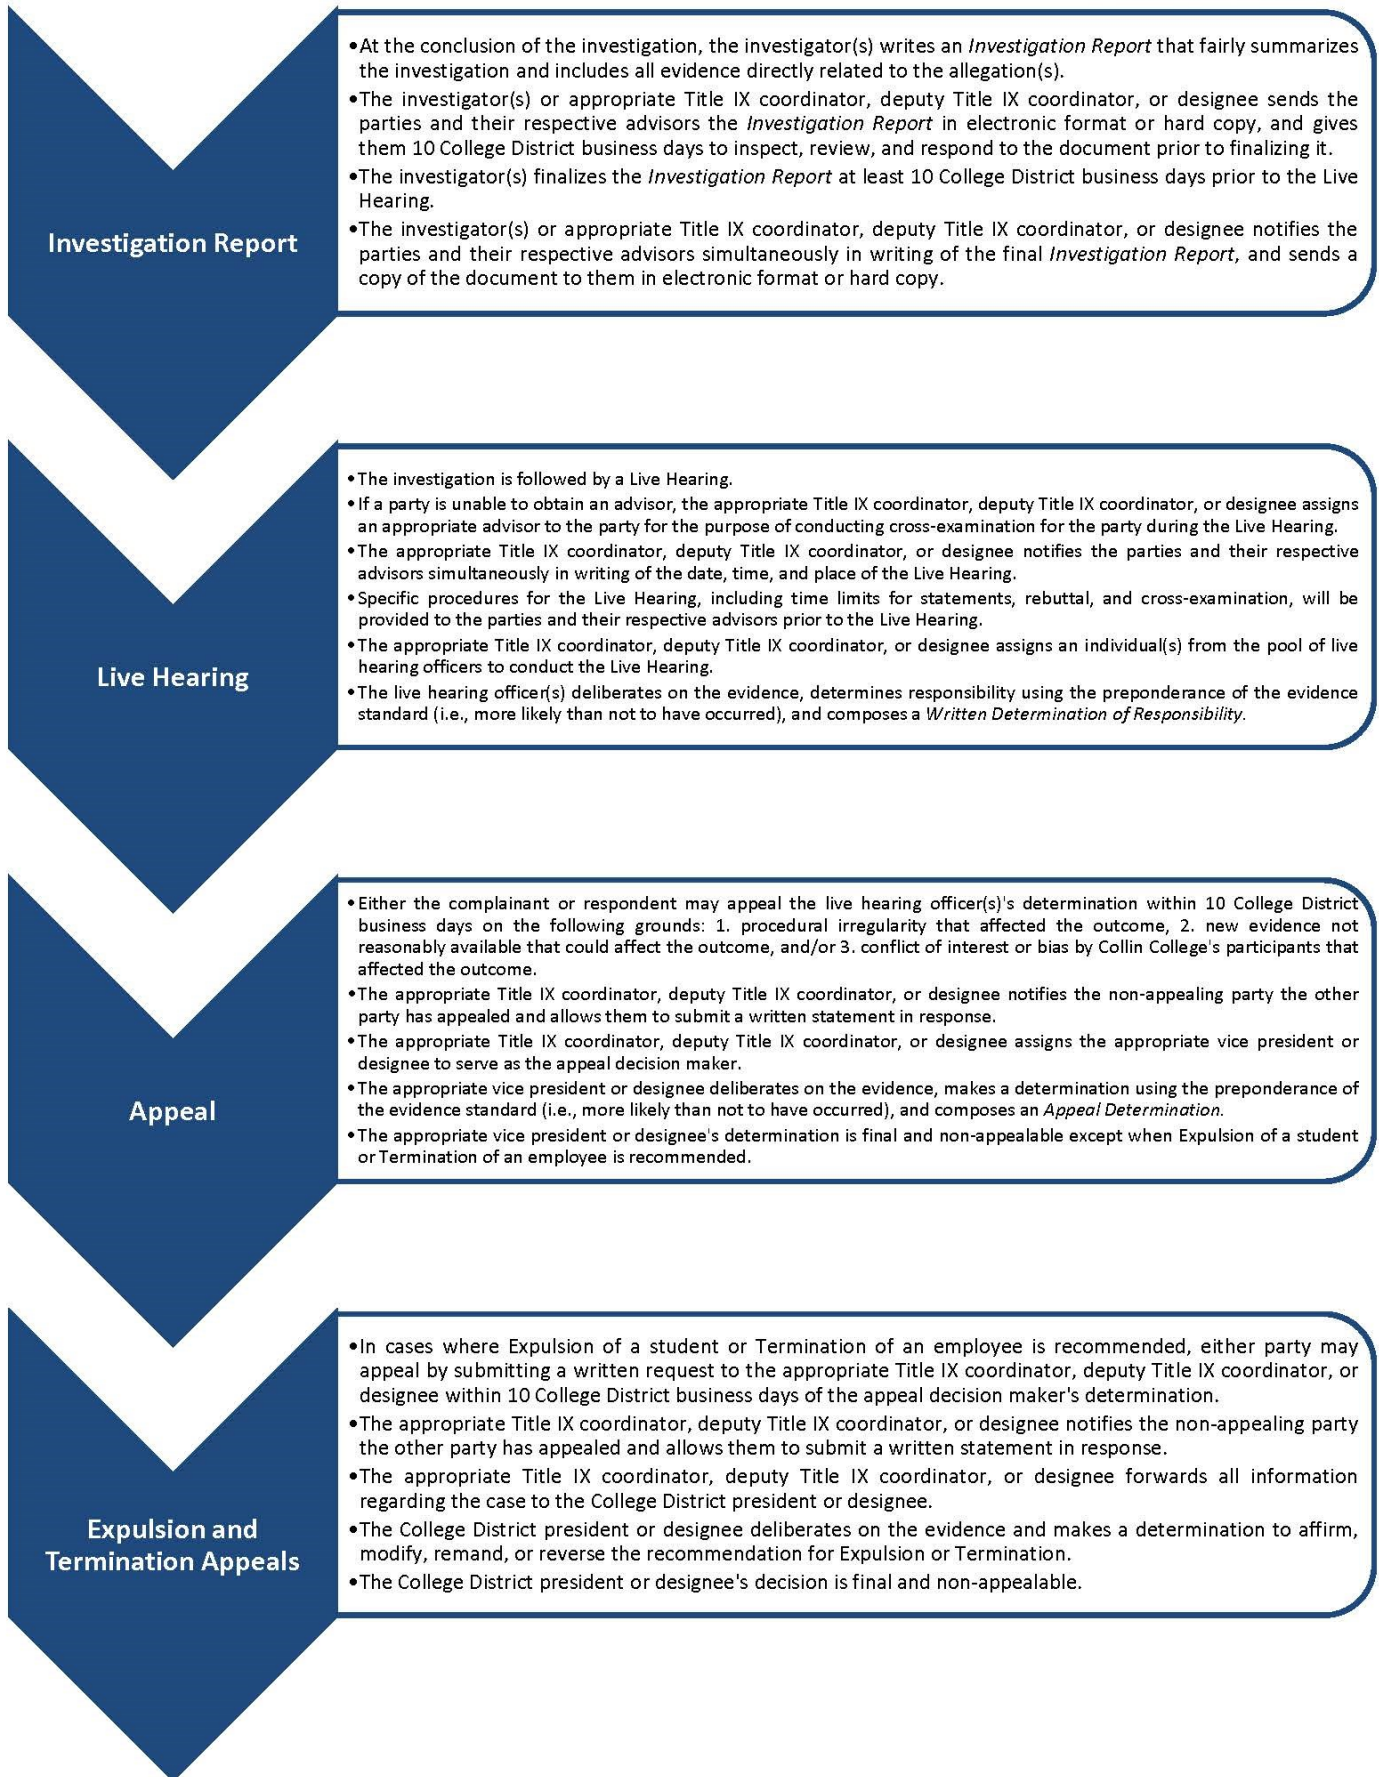 Investigation Report
•At the conclusion of the investigation, the investigator(s) writes an Investigation Report that fairly summarizes
the investigation and includes all evidence directly related to the allegation(s).
•The investigator(s) or appropriate Title IX coordinator, deputy Title IX coordinator, or designee sends the
parties and their respective advisors the Investigation Report in electronic format or hard copy, and gives
them 10 College District business days to inspect, review, and respond to the document prior to finalizing it.
•The investigator(s) finalizes the Investigation Report at least 10 College District business days prior to the Live
Hearing.
•The investigator(s) or appropriate Title IX coordinator, deputy Title IX coordinator, or designee notifies the
parties and their respective advisors simultaneously in writing of the final Investigation Report, and sends a
copy of the document to them in electronic format or hard copy.
Live Hearing
•The investigation is followed by a Live Hearing.
•If a party is unable to obtain an advisor, the appropriate Title IX coordinator, deputy Title IX coordinator, or designee assigns
an appropriate advisor to the party for the purpose of conducting cross-examination for the party during the Live Hearing.
•The appropriate Title IX coordinator, deputy Title IX coordinator, or designee notifies the parties and their respective
advisors simultaneously in writing of the date, time, and place of the Live Hearing.
•Specific procedures for the Live Hearing, including time limits for statements, rebuttal, and cross-examination, will be
provided to the parties and their respective advisors prior to the Live Hearing.
•The appropriate Title IX coordinator, deputy Title IX coordinator, or designee assigns an individual(s) from the pool of live
hearing officers to conduct the Live Hearing.
•The live hearing officer(s) deliberates on the evidence, determines responsibility using the preponderance of the evidence
standard (i.e., more likely than not to have occurred), and composes a Written Determination of Responsibility.
Appeal
•Either the complainant or respondent may appeal the live hearing officer(s)'s determination within 10 College District
business days on the following grounds: 1. procedural irregularity that affected the outcome, 2. new evidence not
reasonably available that could affect the outcome, and/or 3. conflict of interest or bias by Collin College's participants that
affected the outcome.
•The appropriate Title IX coordinator, deputy Title IX coordinator, or designee notifies the non-appealing party the other
party has appealed and allows them to submit a written statement in response.
•The appropriate Title IX coordinator, deputy Title IX coordinator, or designee assigns the appropriate vice president or
designee to serve as the appeal decision maker.
•The appropriate vice president or designee deliberates on the evidence, makes a determination using the preponderance of
the evidence standard (i.e., more likely than not to have occurred), and composes an Appeal Determination.
•The appropriate vice president or designee's determination is final and non-appealable except when Expulsion of a student
or Termination of an employee is recommended.
Expulsion and
Termination Appeals
•In cases where Expulsion of a student or Termination of an employee is recommended, either party may
appeal by submitting a written request to the appropriate Title IX coordinator, deputy Title IX coordinator, or
designee within 10 College District business days of the appeal decision maker's determination.
•The appropriate Title IX coordinator, deputy Title IX coordinator, or designee notifies the non-appealing party
the other party has appealed and allows them to submit a written statement in response.
•The appropriate Title IX coordinator, deputy Title IX coordinator, or designee forwards all information
regarding the case to the College District president or designee.
•The College District president or designee deliberates on the evidence and makes a determination to affirm,
modify, remand, or reverse the recommendation for Expulsion or Termination.
•The College District president or designee's decision is final and non-appealable.